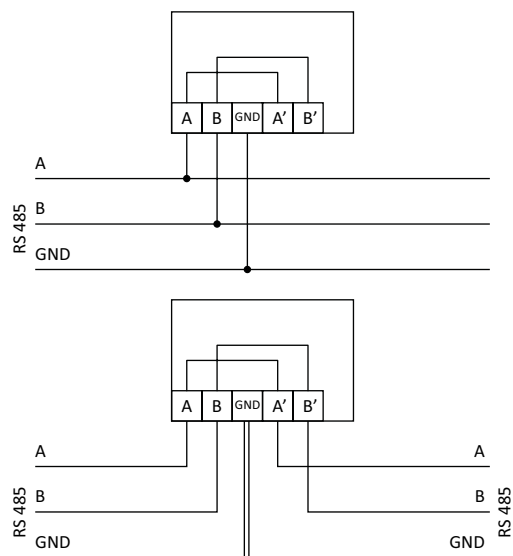 A B GND A' B'
A
B
RS 485
GND
A B GND A' B'
A A
B B
RS 485 RS 485
GND GND